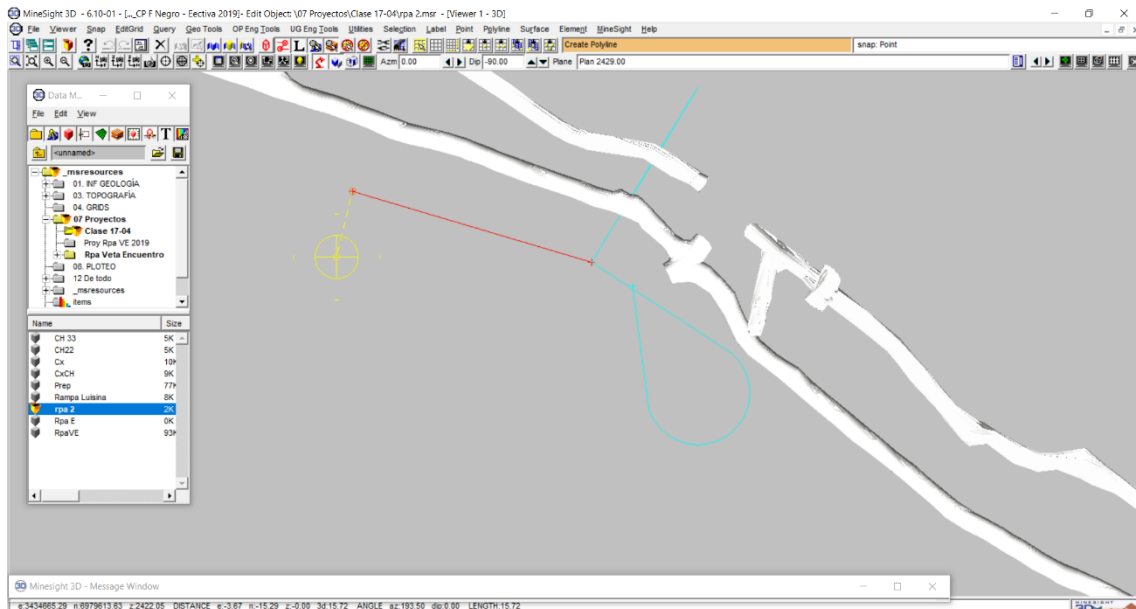 MineSight 3D - 6.10-01 - [..._CP F Negro - Eectiva 2019]- Edit Object: \07 Proyectos\Clase 17-04\rpa 2.msr - [Viewer 1 - 3D]
File Viewer Snap EditGrid Query Geo Tools OP Eng Tools UG Eng Tools Utilities Selection Label Point Polyline Surface Element MineSight Help
Create Polyline
snap: Point
Azm 0.00 Dip -90.00 Plane Plan 2429.00
Data M...
File Edit View
<unnamed>
_msresources
01. INF GEOLOGÍA
03. TOPOGRAFÍA
04. GRIDS
07 Proyectos
Clase 17-04
Proy Rpa VE 2019
Rpa Veta Encuentro
08. PLOTEO
12 De todo
_msresources
items
Name Size
CH 33 5K
CH22 5K
Cx 10K
CxCH 9K
Prep 77K
Rampa Luisina 8K
rpa 2 2K
Rpa E 0K
RpaVE 93K
Minesight 3D - Message Window
e:3434665.29 n:6979613.63 z:2422.05 DISTANCE e:-3.67 n:-15.29 z:-0.00 3d:15.72 ANGLE az:193.50 dip:0.00 LENGTH:15.72
MINESIGHT